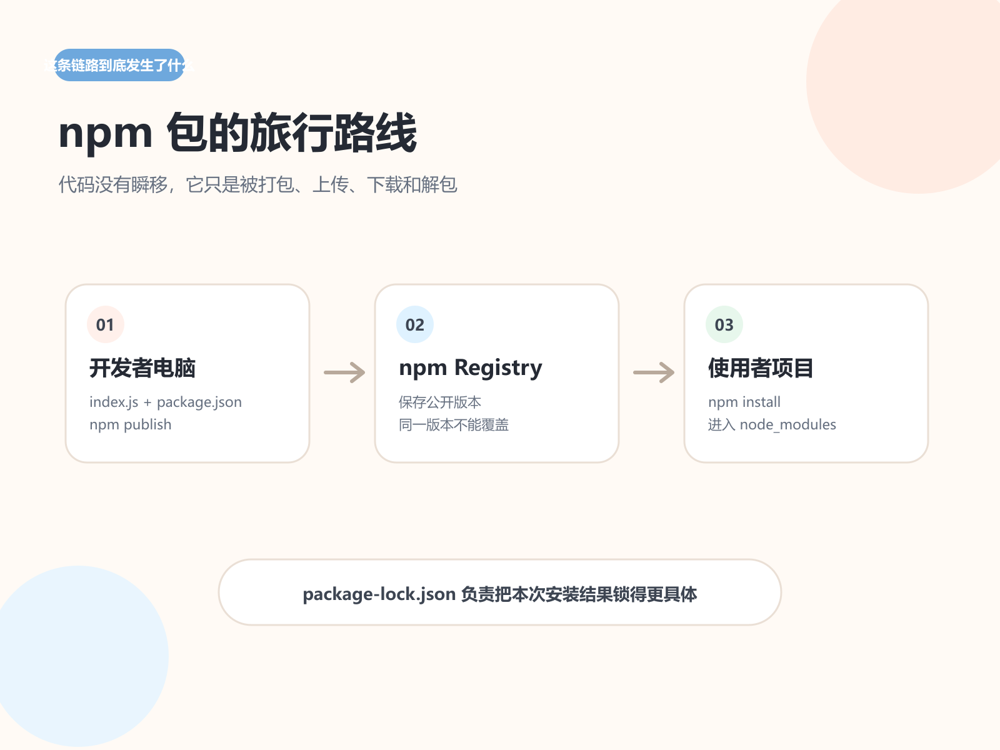 这条链路到底发生了什么
npm 包的旅行路线
代码没有瞬移，它只是被打包、上传、下载和解包
01
开发者电脑
index.js + package.json
npm publish
02
npm Registry
保存公开版本
同一版本不能覆盖
03
使用者项目
npm install
进入 node_modules
package-lock.json 负责把本次安装结果锁得更具体